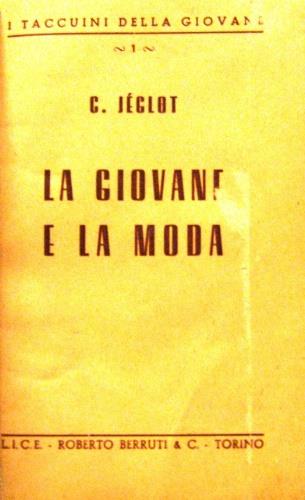 I TACCUINI DELLA GIOVANE
1
C. JÉGLOT
LA GIOVANE
E LA MODA
L.I.C.E. - ROBERTO BERRUTI & C. - TORINO